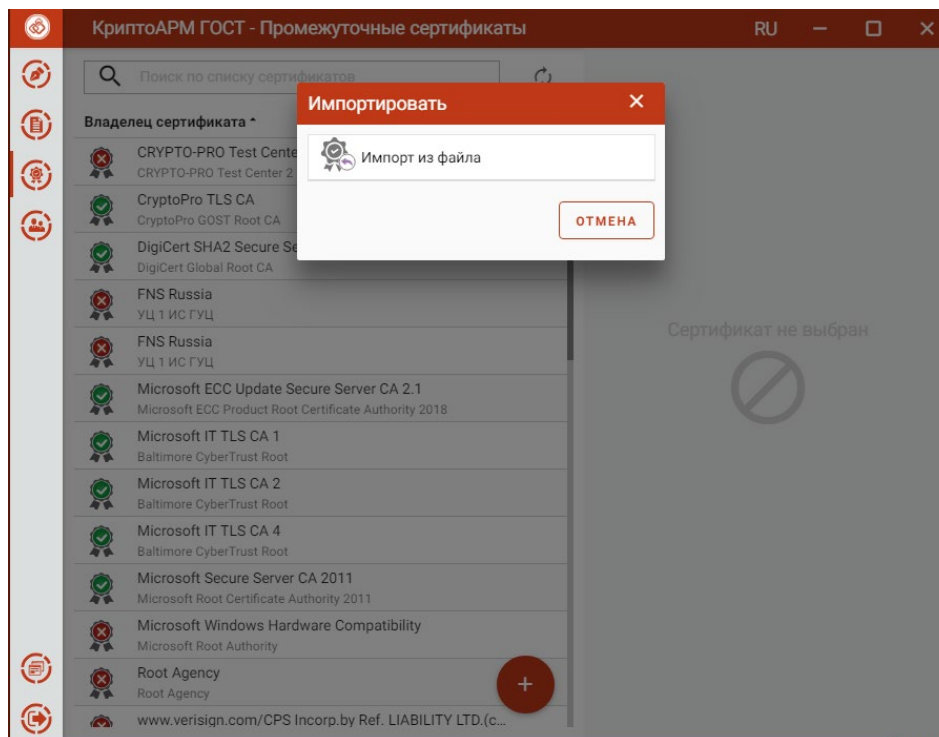 КриптоАРМ ГОСТ - Промежуточные сертификаты
RU
Поиск по списку сертификатов
Импортировать
Импорт из файла
ОТМЕНА
Владелец сертификата
CRYPTO-PRO Test Cente
CRYPTO-PRO Test Center 2
CryptoPro TLS CA
CryptoPro GOST Root CA
DigiCert SHA2 Secure Se
DigiCert Global Root CA
FNS Russia
УЦ 1 ИС ГУЦ
FNS Russia
УЦ 1 ИС ГУЦ
Microsoft ECC Update Secure Server CA 2.1
Microsoft ECC Product Root Certificate Authority 2018
Microsoft IT TLS CA 1
Baltimore CyberTrust Root
Microsoft IT TLS CA 2
Baltimore CyberTrust Root
Microsoft IT TLS CA 4
Baltimore CyberTrust Root
Microsoft Secure Server CA 2011
Microsoft Root Certificate Authority 2011
Microsoft Windows Hardware Compatibility
Microsoft Root Authority
Root Agency
Root Agency
www.verisign.com/CPS Incorp.by Ref. LIABILITY LTD.(c...
Сертификат не выбран